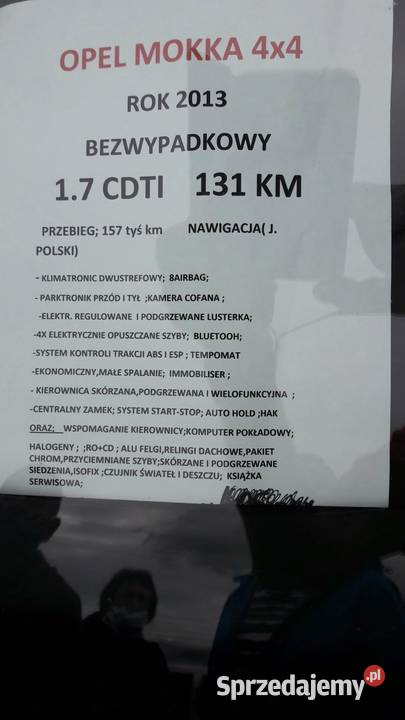 OPEL MOKKA 4x4
ROK 2013
BEZWYPADKOWY
1.7 CDTI 131 KM
PRZEBIEG; 157 tyś km NAWIGACJA( J.
POLSKI)
- KLIMATRONIC DWUSTREFOWY; 8AIRBAG;
- PARKTRONIK PRZÓD I TYŁ ;KAMERA COFANA ;
-ELEKTR. REGULOWANE I PODGRZEWANE LUSTERKA;
-4X ELEKTRYCZNIE OPUSZCZANE SZYBY; BLUETOOH;
-SYSTEM KONTROLI TRAKCJI ABS I ESP ; TEMPOMAT
-EKONOMICZNY,MAŁE SPALANIE; IMMOBILISER ;
- KIEROWNICA SKÓRZANA,PODGRZEWANA I WIELOFUNKCYJNA ;
-CENTRALNY ZAMEK; SYSTEM START-STOP; AUTO HOLD ;HAK
ORAZ; WSPOMAGANIE KIEROWNICY;KOMPUTER POKŁADOWY;
HALOGENY ; ;RO+CD ; ALU FELGI,RELINGI DACHOWE,PAKIET
CHROM,PRZYCIEMNIANE SZYBY;SKÓRZANE I PODGRZEWANE
SIEDZENIA,ISOFIX ;CZUJNIK ŚWIATEŁ I DESZCZU; KSIĄŻKA
SERWISOWA;
Sprzedajemy.pl